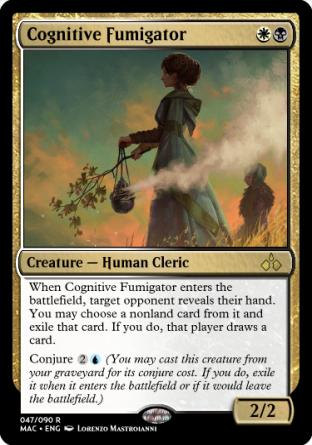 Cognitive Fumigator
Creature — Human Cleric
When Cognitive Fumigator enters the
battlefield, target opponent reveals their hand.
You may choose a nonland card from it and
exile that card. If you do, that player draws a
card.
Conjure 2 (You may cast this creature from
your graveyard for its conjure cost. If you do, exile
it when it enters the battlefield or if it would leave
the battlefield.)
047/090 R
MAC • ENG Lorenzo Mastroianni
2/2